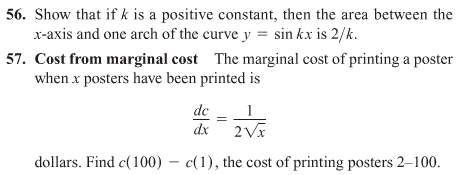 56. Show that if k is a positive constant, then the area between the
x-axis and one arch of the curve y = sin kx is 2/k.
57. Cost from marginal cost The marginal cost of printing a poster
when x posters have been printed is
dc/dx = 1/(2√x)
dollars. Find c(100) − c(1), the cost of printing posters 2–100.